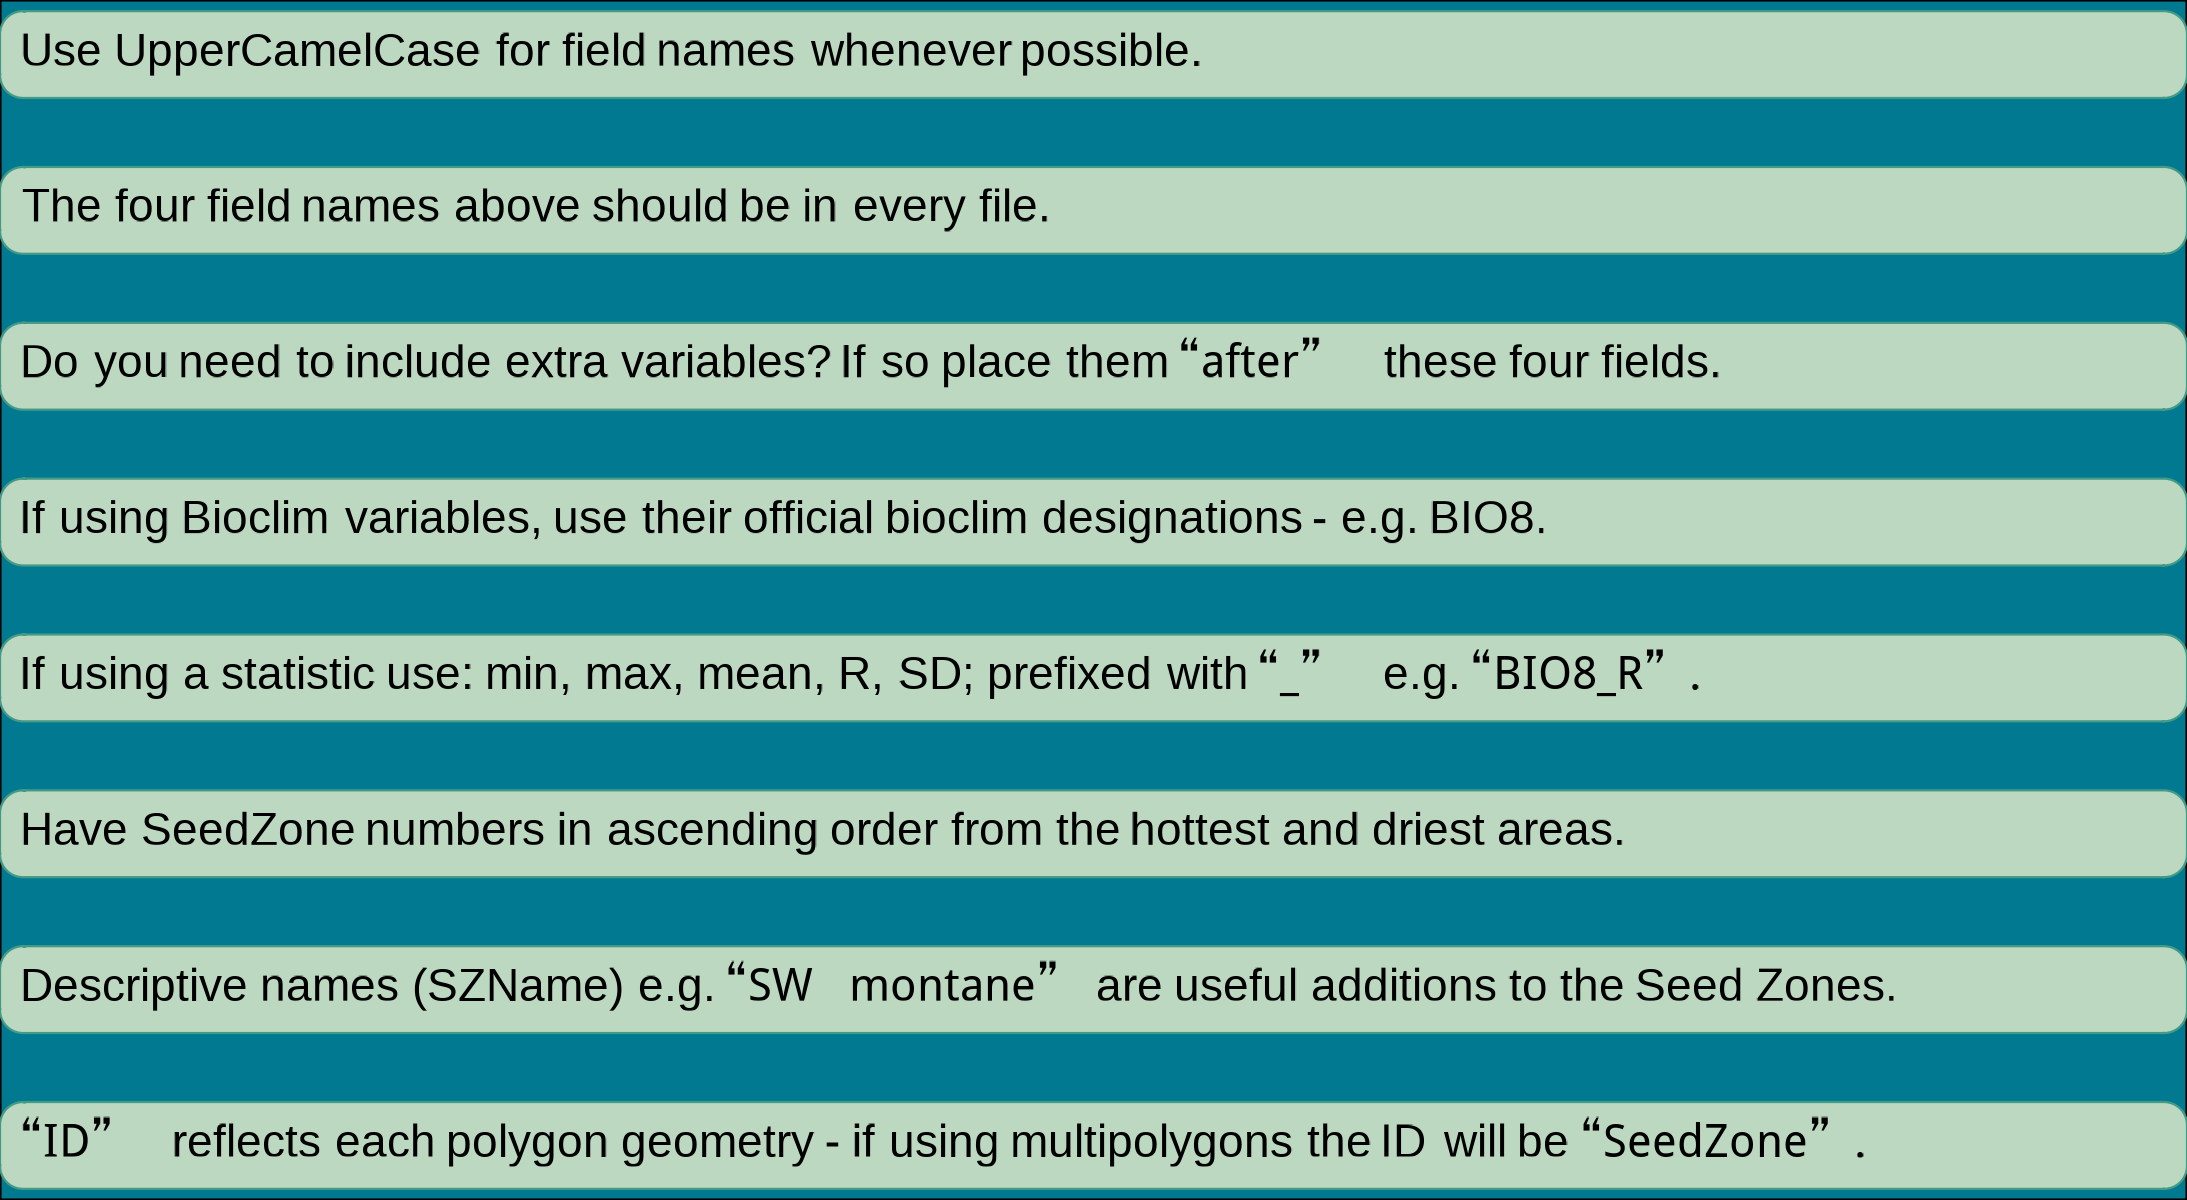 Use UpperCamelCase for field names whenever possible.
The four field names above should be in every file.
Do you need to include extra variables? If so place them “after” these four fields.
If using Bioclim variables, use their official bioclim designations - e.g. BIO8.
If using a statistic use: min, max, mean, R, SD; prefixed with “_” e.g. “BIO8_R” .
Have SeedZone numbers in ascending order from the hottest and driest areas.
Descriptive names (SZName) e.g. “SW montane” are useful additions to the Seed Zones.
“ID” reflects each polygon geometry - if using multipolygons the ID will be “SeedZone” .